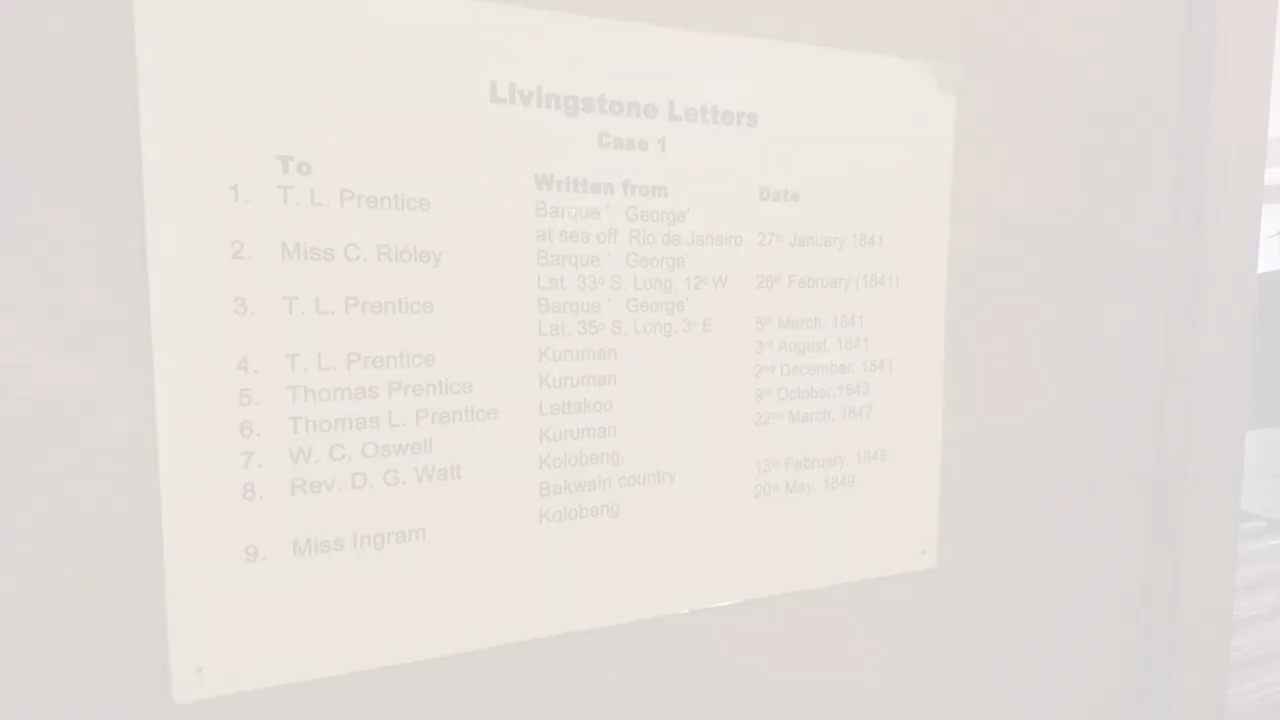 Livingstone Letters
Case 1
To Written from Date
1. T. L. Prentice Barque ' George'
at sea off Rio de Janeiro 27th January 1841
2. Miss C. Ridley Barque ' George'
Lat. 33º S. Long. 12º W 26th February (1841)
3. T. L. Prentice Barque ' George'
Lat. 35º S. Long. 3º E 5th March, 1841
4. T. L. Prentice Kuruman 3rd August, 1841
5. Thomas Prentice Kuruman 2nd December, 1841
6. Thomas L. Prentice Lattakoo 9th October,1843
7. W. C. Oswell Kuruman 22nd March, 1847
8. Rev. D. G. Watt Kolobeng,
Bakwain country 13th February, 1848
9. Miss Ingram Kolobeng 20th May, 1849